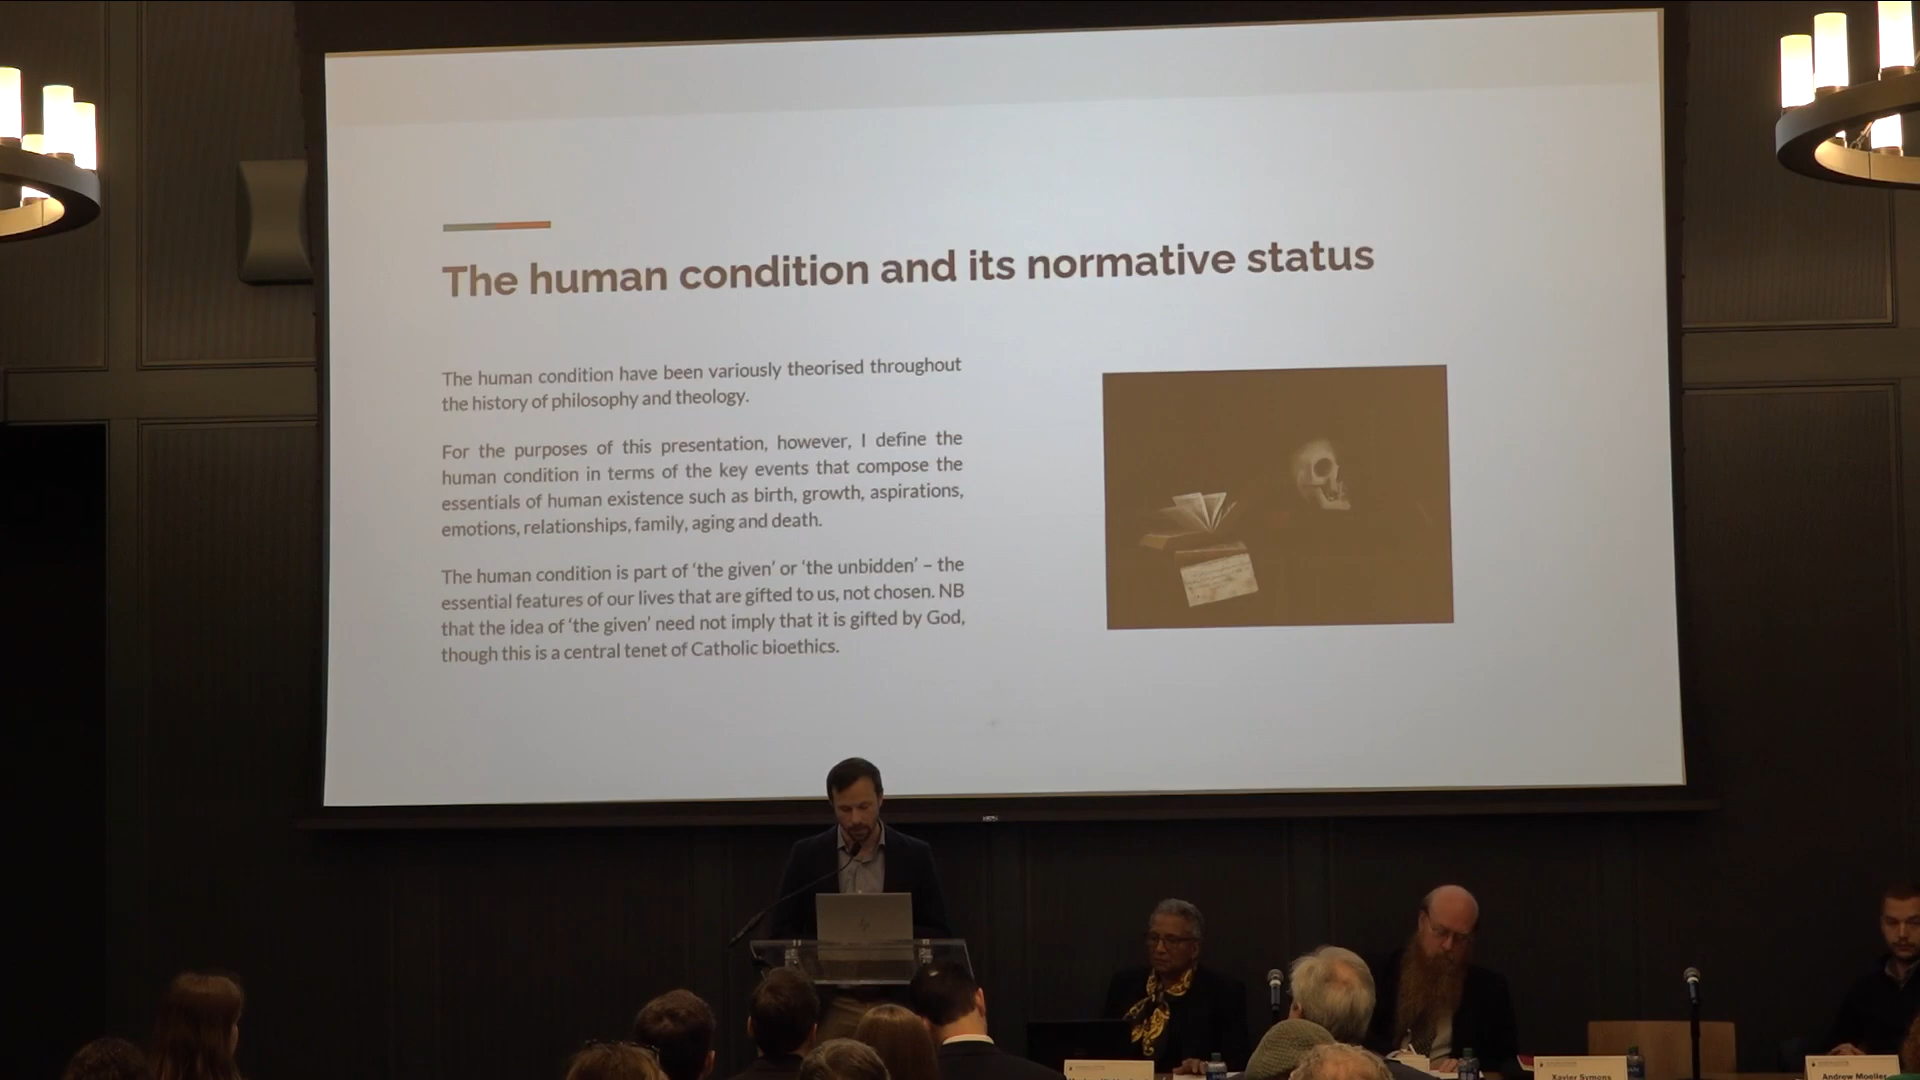 The human condition and its normative status
The human condition have been variously theorised throughout
the history of philosophy and theology.
For the purposes of this presentation, however, I define the
human condition in terms of the key events that compose the
essentials of human existence such as birth, growth, aspirations,
emotions, relationships, family, aging and death.
The human condition is part of ‘the given’ or ‘the unbidden’ – the
essential features of our lives that are gifted to us, not chosen. NB
that the idea of ‘the given’ need not imply that it is gifted by God,
though this is a central tenet of Catholic bioethics.
Xavier Symons
Andrew Moeller